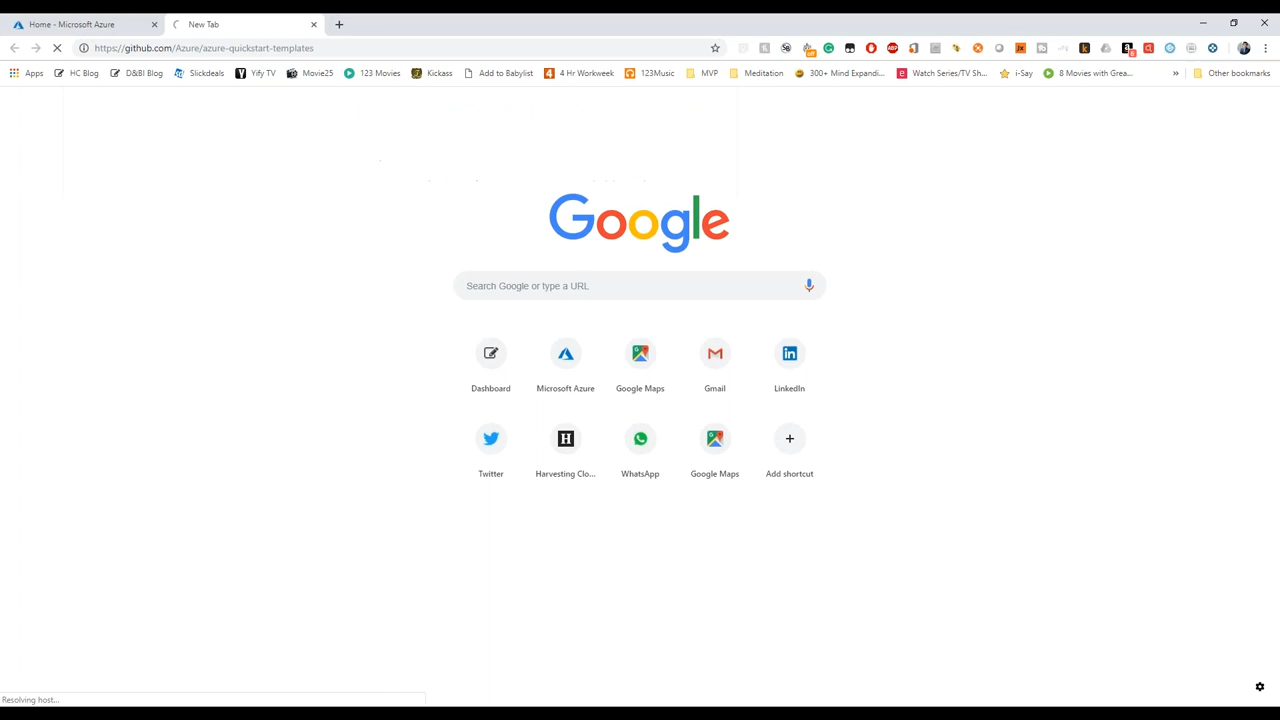 Home - Microsoft Azure
New Tab
https://github.com/Azure/azure-quickstart-templates
Apps HC Blog D&BI Blog Slickdeals Yify TV Movie25 123 Movies Kickass Add to Babylist 4 Hr Workweek 123Music MVP Meditation 300+ Mind Expandi... Watch Series/TV Sh... i-Say 8 Movies with Grea... » Other bookmarks
Google
Search Google or type a URL
Dashboard Microsoft Azure Google Maps Gmail LinkedIn
Twitter Harvesting Clo... WhatsApp Google Maps Add shortcut
Resolving host...